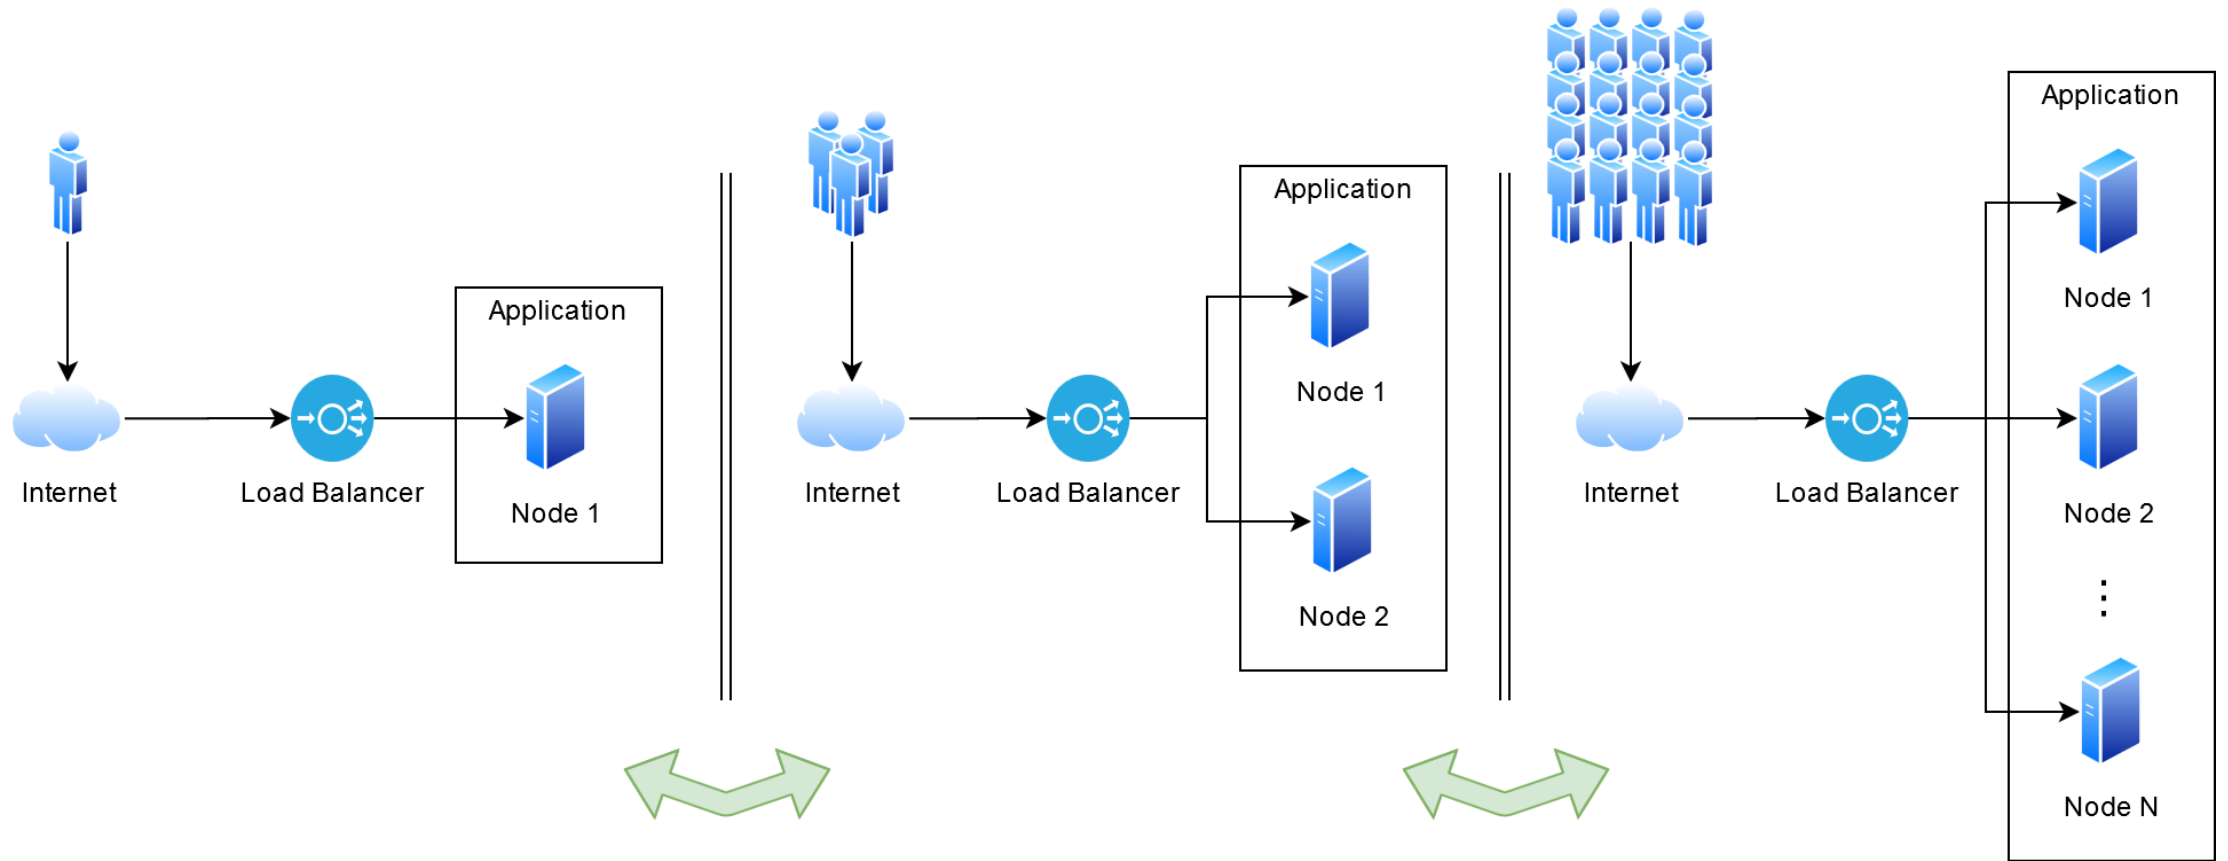 Application
Node 1
Internet
Load Balancer
Application
Node 1
Node 2
Internet
Load Balancer
Application
Node 1
Node 2
Node N
Internet
Load Balancer